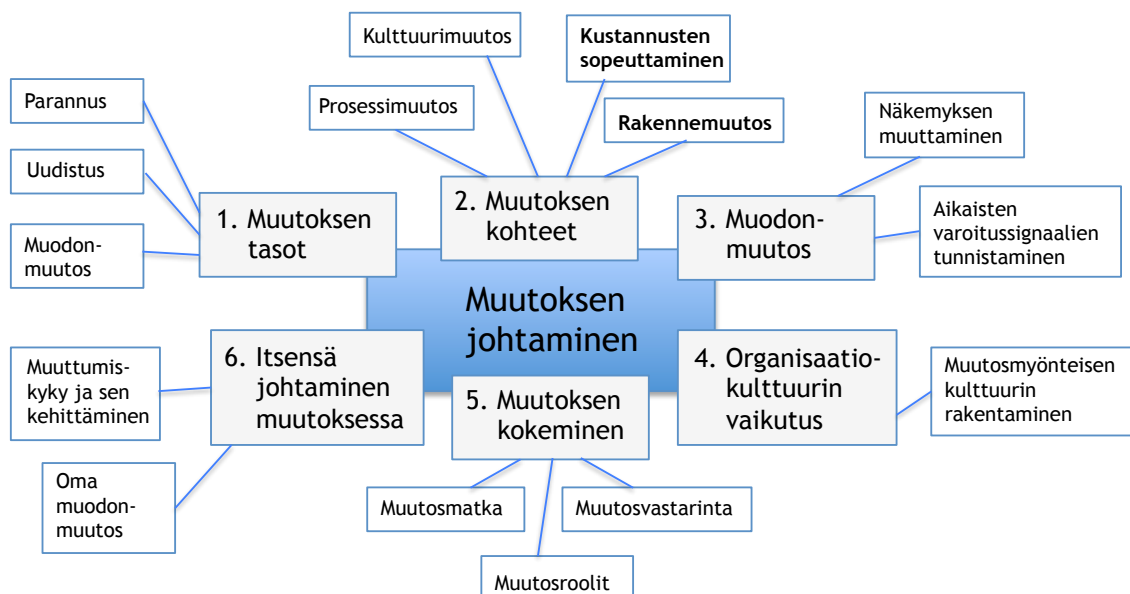 Kulttuurimuutos
Kustannusten
sopeuttaminen
Parannus
Prosessimuutos
Rakennemuutos
Näkemyksen
muuttaminen
Uudistus
1. Muutoksen
tasot
2. Muutoksen
kohteet
3. Muodon-
muutos
Aikaisten
varoitussignaalien
tunnistaminen
Muodon-
muutos
Muutoksen
johtaminen
Muuttumis-
kyky ja sen
kehittäminen
6. Itsensä
johtaminen
muutoksessa
5. Muutoksen
kokeminen
4. Organisaatio-
kulttuurin
vaikutus
Muutosmyönteisen
kulttuurin
rakentaminen
Oma
muodon-
muutos
Muutosmatka
Muutosvastarinta
Muutosroolit